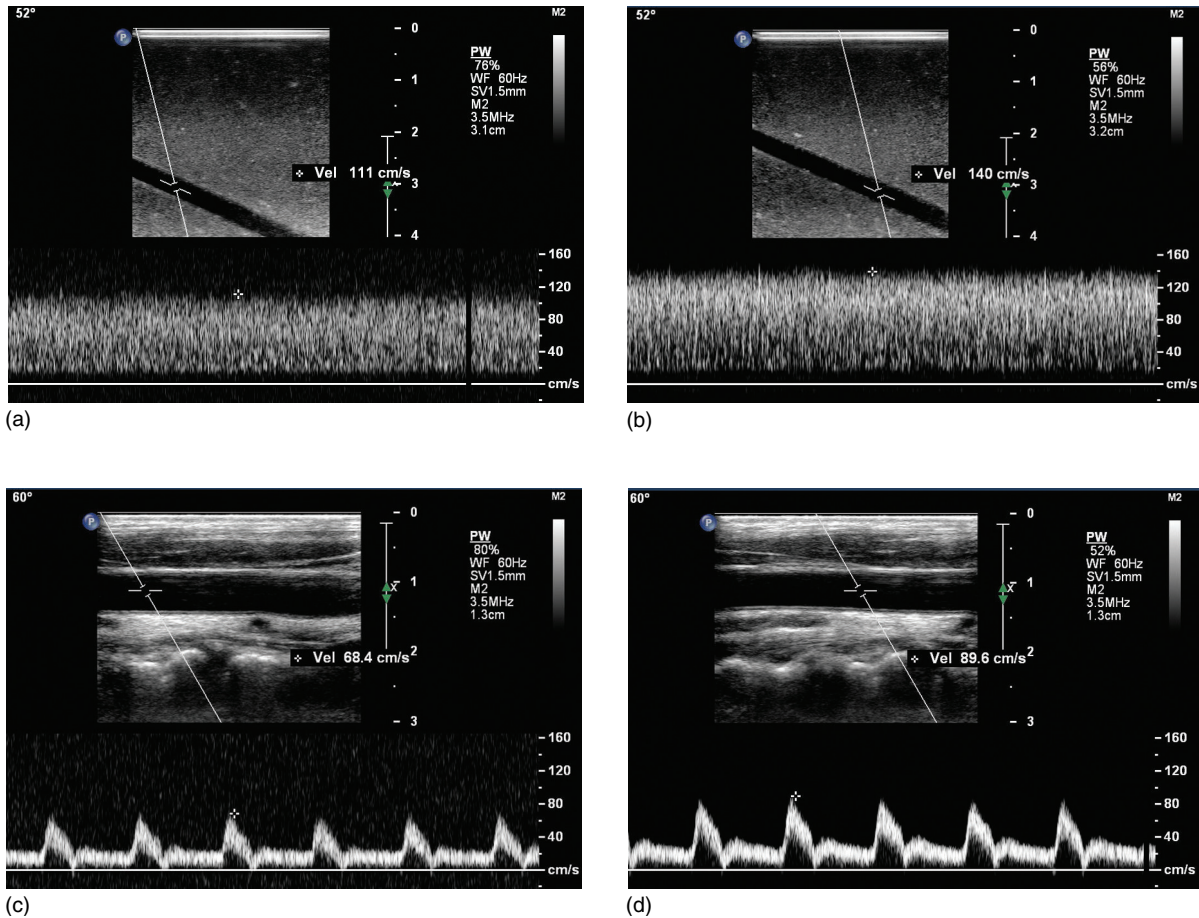 52°
M2
P
0
1
2
3
4
PW
76%
WF 60Hz
SV1.5mm
M2
3.5MHz
3.1cm
Vel 111 cm/s
160
120
80
40
cm/s
(a)
52°
M2
P
0
1
2
3
4
PW
56%
WF 60Hz
SV1.5mm
M2
3.5MHz
3.2cm
Vel 140 cm/s
160
120
80
40
cm/s
(b)
60°
M2
P
0
1
2
3
x
PW
80%
WF 60Hz
SV1.5mm
M2
3.5MHz
1.3cm
Vel 68.4 cm/s
160
120
80
40
cm/s
(c)
60°
M2
P
0
1
2
3
x
PW
52%
WF 60Hz
SV1.5mm
M2
3.5MHz
1.3cm
Vel 89.6 cm/s
160
120
80
40
cm/s
(d)